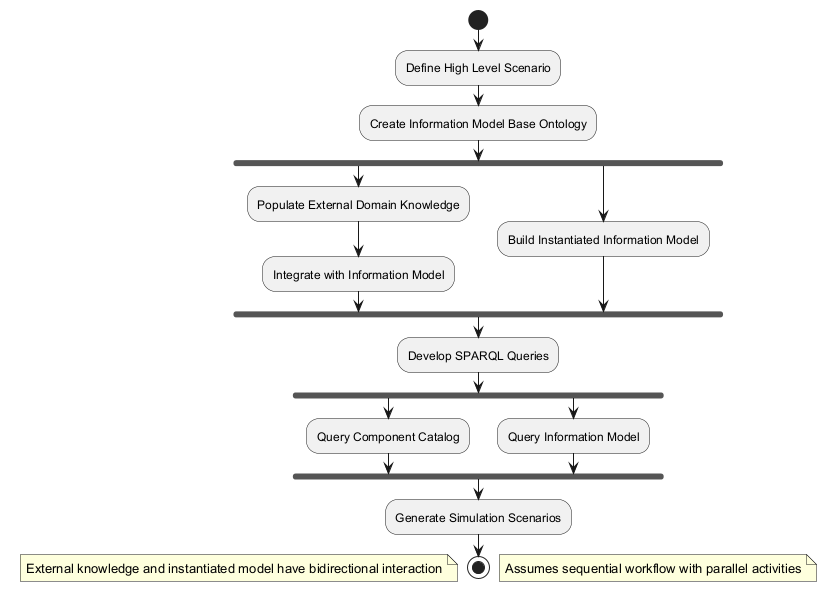 Define High Level Scenario
Create Information Model Base Ontology
Populate External Domain Knowledge
Build Instantiated Information Model
Integrate with Information Model
Develop SPARQL Queries
Query Component Catalog
Query Information Model
Generate Simulation Scenarios
External knowledge and instantiated model have bidirectional interaction
Assumes sequential workflow with parallel activities